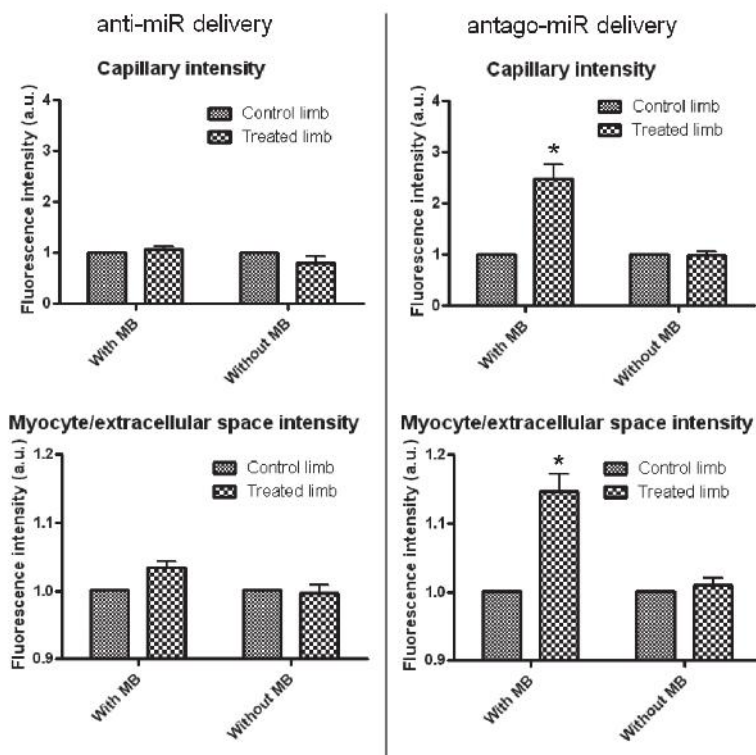 anti-miR delivery
Capillary intensity
Fluorescence intensity (a.u.)
4
3
2
1
0
Control limb
Treated limb
With MB
Without MB
antago-miR delivery
Capillary intensity
Fluorescence intensity (a.u.)
4
3
2
1
0
Control limb
Treated limb
*
With MB
Without MB
Myocyte/extracellular space intensity
Fluorescence intensity (a.u.)
1.2
1.1
1.0
0.9
Control limb
Treated limb
With MB
Without MB
Myocyte/extracellular space intensity
Fluorescence intensity (a.u.)
1.2
1.1
1.0
0.9
Control limb
Treated limb
*
With MB
Without MB